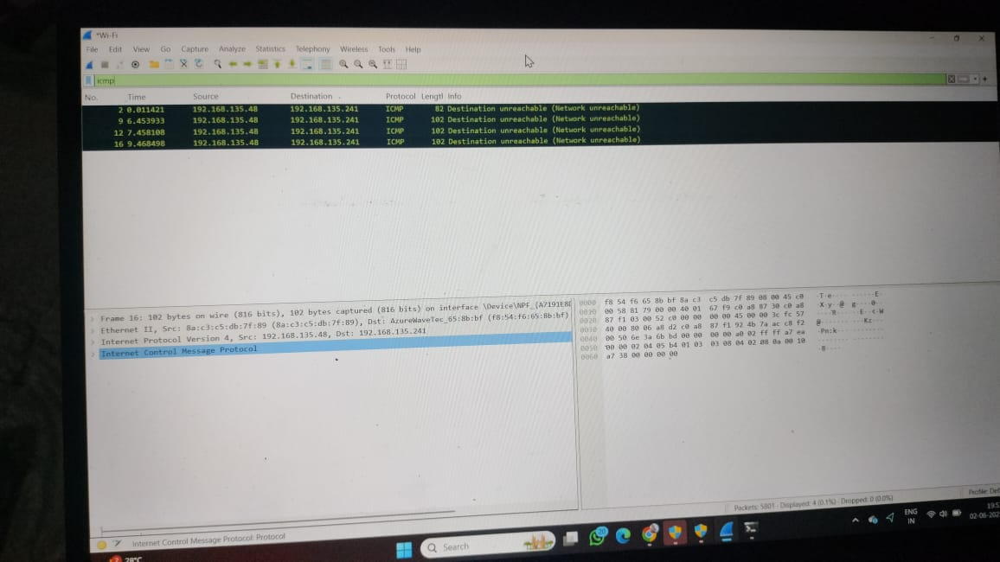 *Wi-Fi
File Edit View Go Capture Analyze Statistics Telephony Wireless Tools Help
icmp
No. Time Source Destination Protocol Lengtl Info
2 0.011421 192.168.135.48 192.168.135.241 ICMP 82 Destination unreachable (Network unreachable)
9 6.453933 192.168.135.48 192.168.135.241 ICMP 102 Destination unreachable (Network unreachable)
12 7.458108 192.168.135.48 192.168.135.241 ICMP 102 Destination unreachable (Network unreachable)
16 9.468498 192.168.135.48 192.168.135.241 ICMP 102 Destination unreachable (Network unreachable)
Frame 16: 102 bytes on wire (816 bits), 102 bytes captured (816 bits) on interface \Device\NPF_{A7191E8
Ethernet II, Src: 8a:c3:c5:db:7f:89 (8a:c3:c5:db:7f:89), Dst: AzureWaveTec_65:8b:bf (f8:54:f6:65:8b:bf)
Internet Protocol Version 4, Src: 192.168.135.48, Dst: 192.168.135.241
Internet Control Message Protocol
0000 f8 54 f6 65 8b bf 8a c3 c5 db 7f 89 08 00 45 c0
0010 00 58 81 79 00 00 40 01 67 f9 c0 a8 87 30 c0 a8
0020 87 f1 03 00 52 c0 00 00 00 00 45 00 00 3c fc 57
0030 40 00 80 06 a8 d2 c0 a8 87 f1 92 4b 7a ac c8 f2
0040 00 50 6e 3a 6b bd 00 00 00 00 a0 02 ff ff a7 ea
0050 00 00 02 04 05 b4 01 03 03 08 04 02 08 0a 00 10
0060 a7 38 00 00 00 00
Packets: 5801 · Displayed: 4 (0.1%) · Dropped: 0 (0.0%)
Profile: Def
Internet Control Message Protocol: Protocol
28°C
Search
20
ENG
IN
19:5
02-06-202